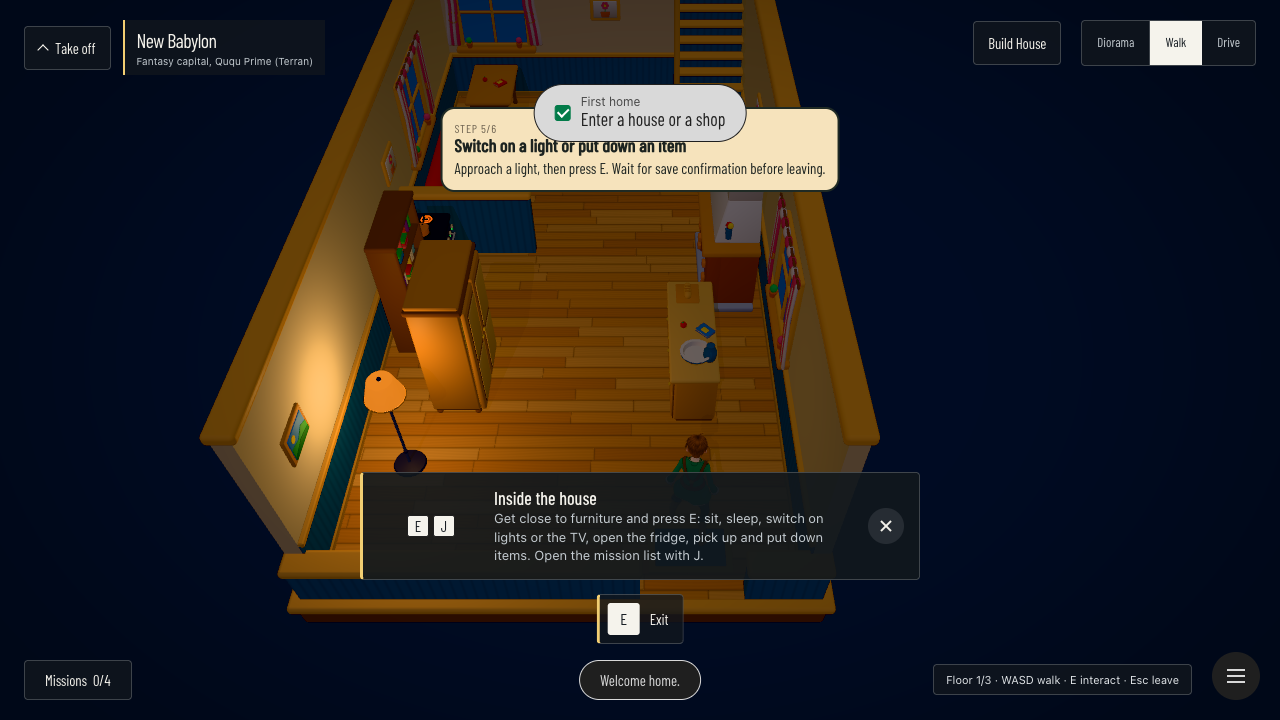 Take off
New Babylon
Fantasy capital, Ququ Prime (Terran)
Build House
Diorama
Walk
Drive
First home
Enter a house or a shop
STEP 5/6
Switch on a light or put down an item
Approach a light, then press E. Wait for save confirmation before leaving.
E J
Inside the house
Get close to furniture and press E: sit, sleep, switch on
lights or the TV, open the fridge, pick up and put down
items. Open the mission list with J.
E Exit
Missions 0/4
Welcome home.
Floor 1/3 · WASD walk · E interact · Esc leave